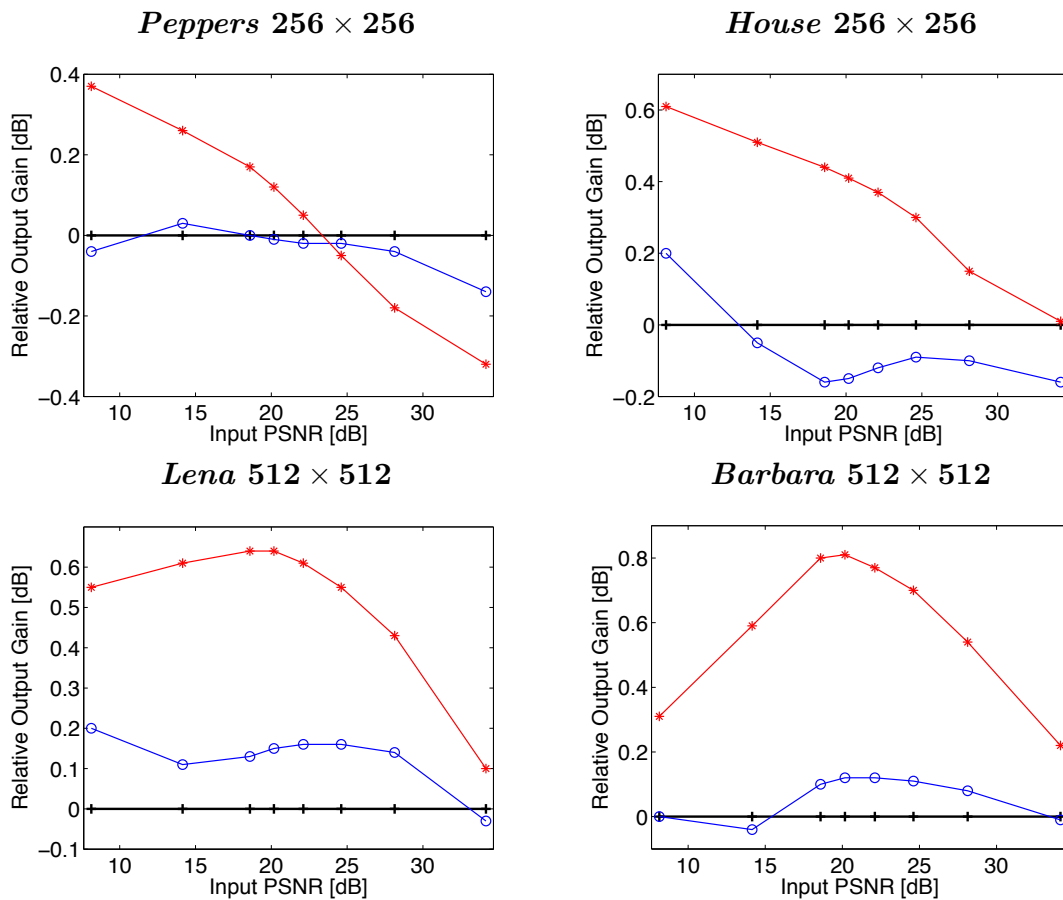 Peppers 256 × 256
0.4
0.2
0
−0.2
−0.4
10 15 20 25 30
Relative Output Gain [dB]
Input PSNR [dB]
House 256 × 256
0.6
0.4
0.2
0
−0.2
10 15 20 25 30
Relative Output Gain [dB]
Input PSNR [dB]
Lena 512 × 512
0.6
0.5
0.4
0.3
0.2
0.1
0
−0.1
10 15 20 25 30
Relative Output Gain [dB]
Input PSNR [dB]
Barbara 512 × 512
0.8
0.6
0.4
0.2
0
10 15 20 25 30
Relative Output Gain [dB]
Input PSNR [dB]